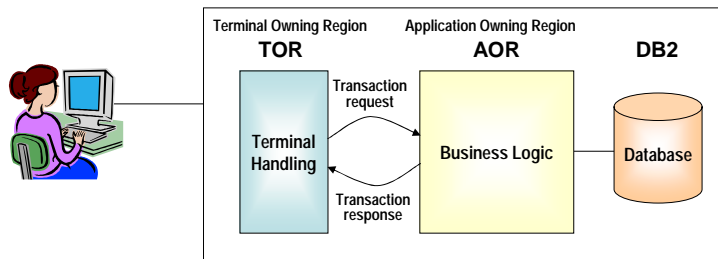 Terminal Owning Region
TOR
Application Owning Region
AOR
DB2
Transaction
request
Terminal
Handling
Business Logic
Database
Transaction
response